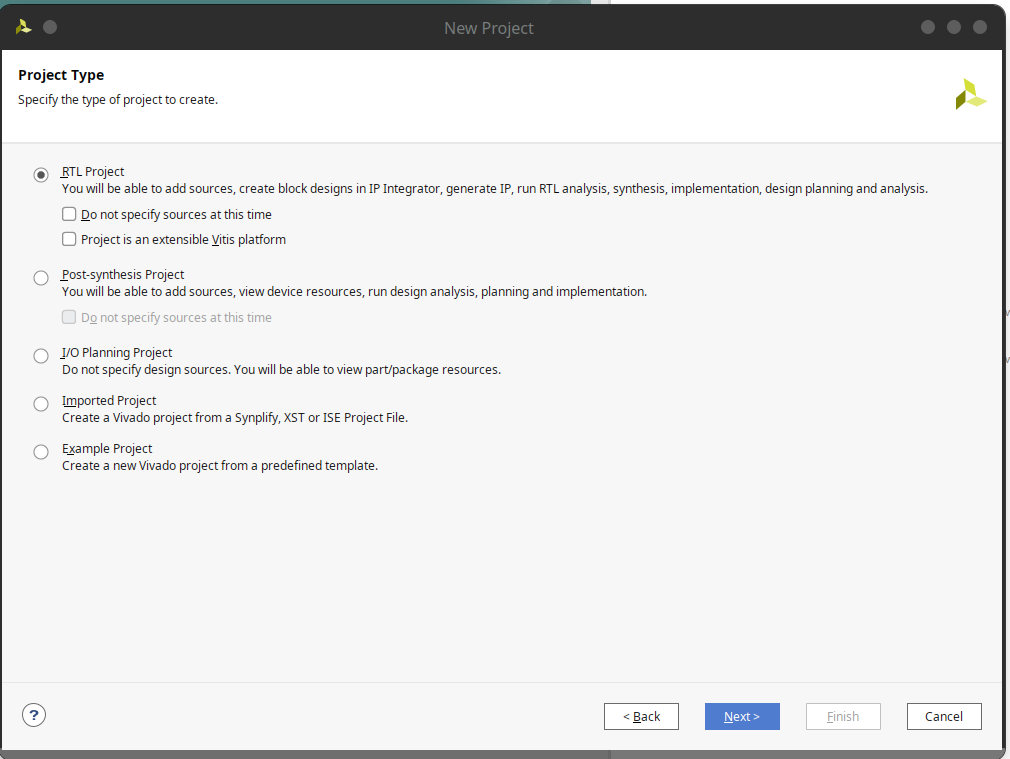 New Project
Project Type
Specify the type of project to create.
RTL Project
You will be able to add sources, create block designs in IP Integrator, generate IP, run RTL analysis, synthesis, implementation, design planning and analysis.
Do not specify sources at this time
Project is an extensible Vitis platform
Post-synthesis Project
You will be able to add sources, view device resources, run design analysis, planning and implementation.
Do not specify sources at this time
I/O Planning Project
Do not specify design sources. You will be able to view part/package resources.
Imported Project
Create a Vivado project from a Synplify, XST or ISE Project File.
Example Project
Create a new Vivado project from a predefined template.
? < Back Next > Finish Cancel